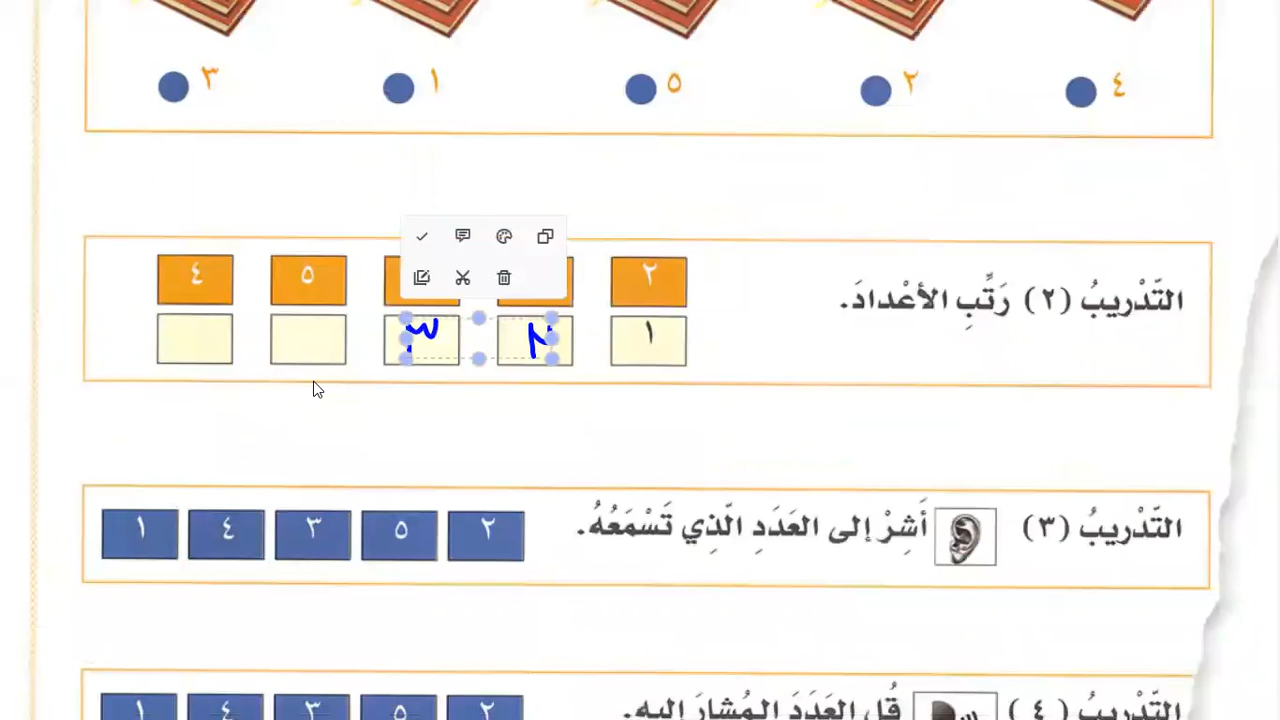 ٤ ٢ ٥ ١ ٣
التّدْريبُ (٢) رَتِّبِ الأعْدادَ.
٢ ٥ ٤
١ ٢ ٣
التّدْريبُ (٣) أَشِرْ إلى العَدَدِ الّذِي تَسْمَعُهُ.
٢ ٥ ٣ ٤ ١
التّدْريبُ (٤) قُلِ العَدَدَ المُشارَ إليهِ.
٢ ٥ ٣ ٤ ١